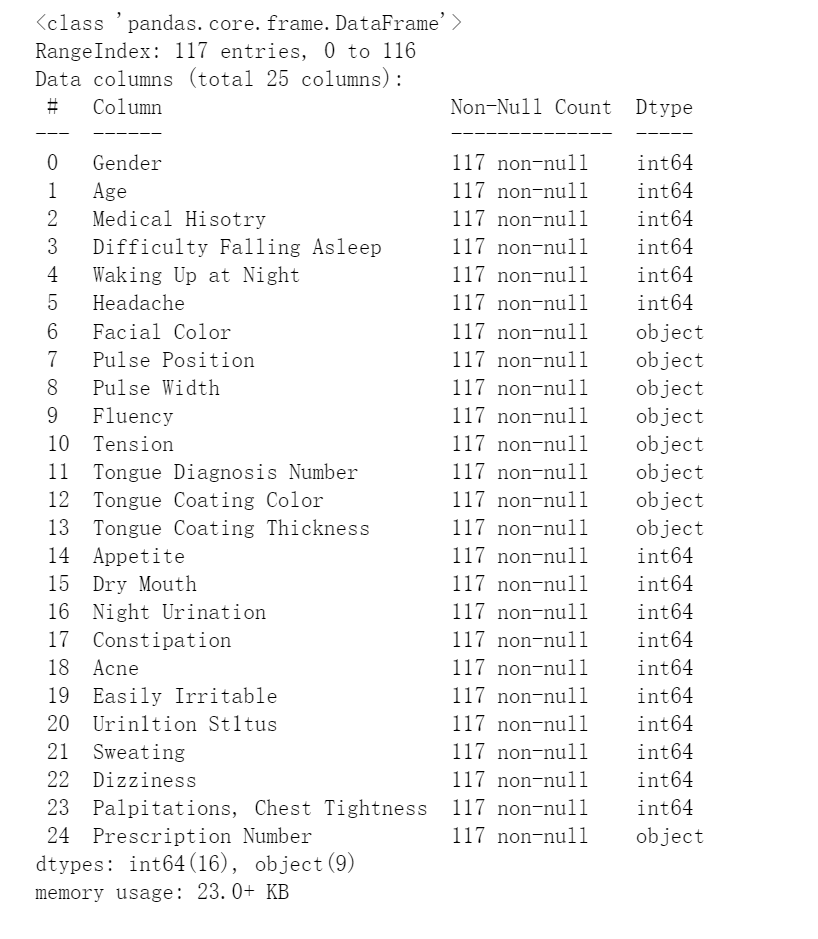 <class 'pandas.core.frame.DataFrame'>
RangeIndex: 117 entries, 0 to 116
Data columns (total 25 columns):
 #   Column                       Non-Null Count  Dtype
---  ------                       --------------  -----
 0   Gender                       117 non-null    int64
 1   Age                          117 non-null    int64
 2   Medical Hisotry              117 non-null    int64
 3   Difficulty Falling Asleep    117 non-null    int64
 4   Waking Up at Night           117 non-null    int64
 5   Headache                     117 non-null    int64
 6   Facial Color                 117 non-null    object
 7   Pulse Position               117 non-null    object
 8   Pulse Width                  117 non-null    object
 9   Fluency                      117 non-null    object
 10  Tension                      117 non-null    object
 11  Tongue Diagnosis Number      117 non-null    object
 12  Tongue Coating Color         117 non-null    object
 13  Tongue Coating Thickness     117 non-null    object
 14  Appetite                     117 non-null    int64
 15  Dry Mouth                    117 non-null    int64
 16  Night Urination              117 non-null    int64
 17  Constipation                 117 non-null    int64
 18  Acne                         117 non-null    int64
 19  Easily Irritable             117 non-null    int64
 20  Urin1tion St1tus             117 non-null    int64
 21  Sweating                     117 non-null    int64
 22  Dizziness                    117 non-null    int64
 23  Palpitations, Chest Tightness  117 non-null    int64
 24  Prescription Number          117 non-null    object
dtypes: int64(16), object(9)
memory usage: 23.0+ KB